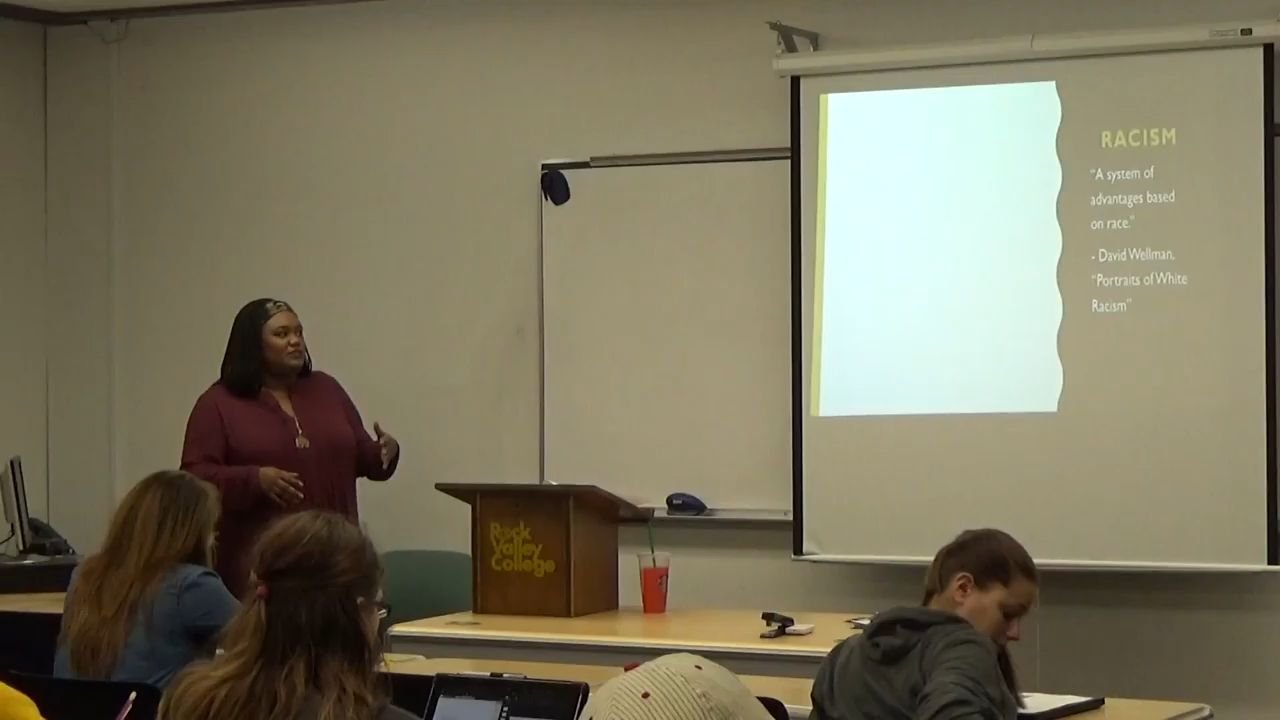 RACISM
"A system of
advantages based
on race."
- David Wellman,
"Portraits of White
Racism"
Rock
Valley
College